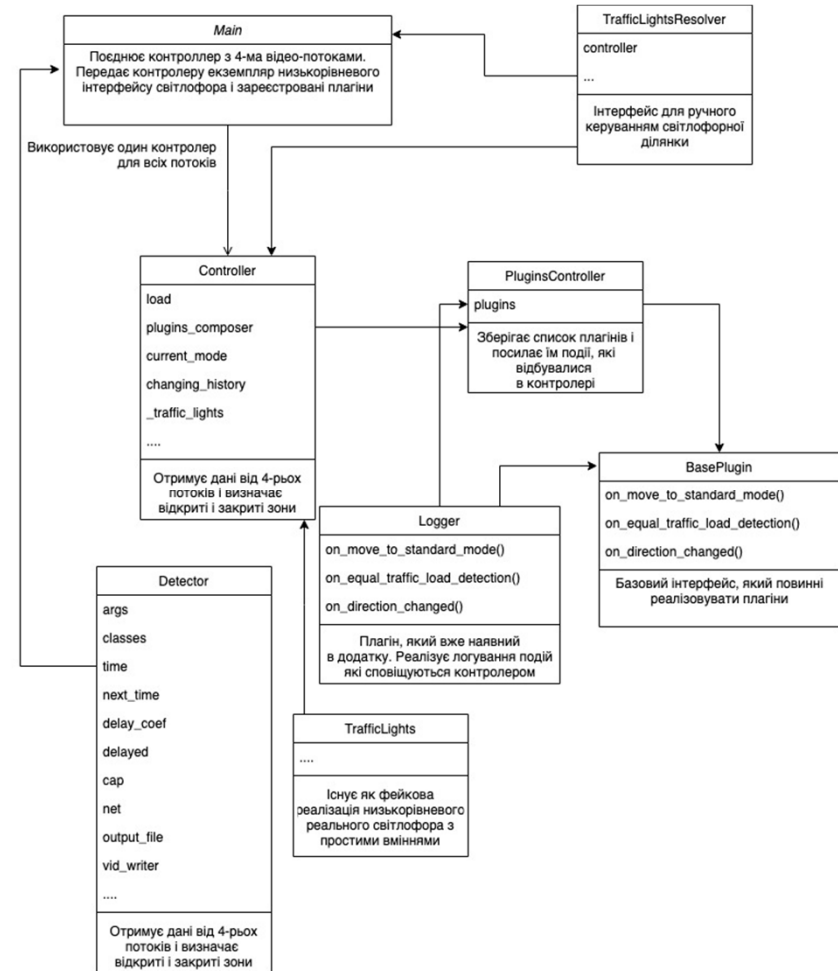 Main
Поєднює контроллер з 4-ма відео-потоками.
Передає контролеру екземпляр низькорівневого
інтерфейсу світлофора і зареєстровані плагіни
TrafficLightsResolver
controller
...
Інтерфейс для ручного
керуванням світлофорної
ділянки
Використовує один контролер
для всіх потоків
Controller
load
plugins_composer
current_mode
changing_history
_traffic_lights
....
Отримує дані від 4-рьох
потоків і визначає
відкриті і закриті зони
PluginsController
plugins
Зберігає список плагінів і
посилає їм події, які
відбувалися
в контролері
BasePlugin
on_move_to_standard_mode()
on_equal_traffic_load_detection()
on_direction_changed()
Базовий інтерфейс, який повинні
реалізовувати плагіни
Logger
on_move_to_standard_mode()
on_equal_traffic_load_detection()
on_direction_changed()
Плагін, який вже наявний
в додатку. Реалізує логування подій
які сповіщуються контролером
Detector
args
classes
time
next_time
delay_coef
delayed
cap
net
output_file
vid_writer
....
Отримує дані від 4-рьох
потоків і визначає
відкриті і закриті зони
TrafficLights
....
Існує як фейкова
реалізація низькорівневого
реального світлофора з
простими вміннями